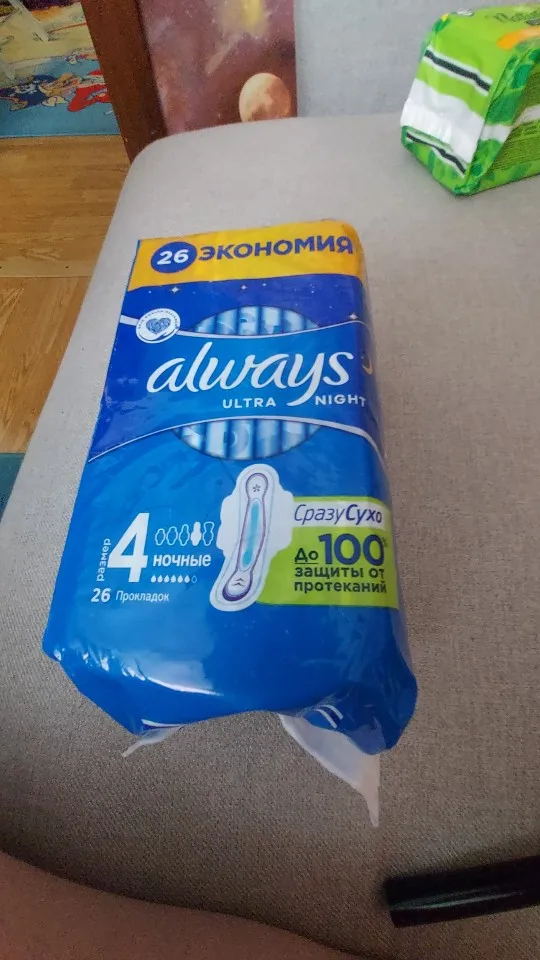 26 ЭКОНОМИЯ
always
ULTRA NIGHT
размер
4
ночные
26 Прокладок
СразуСухо
До 100%
защиты от
протеканий